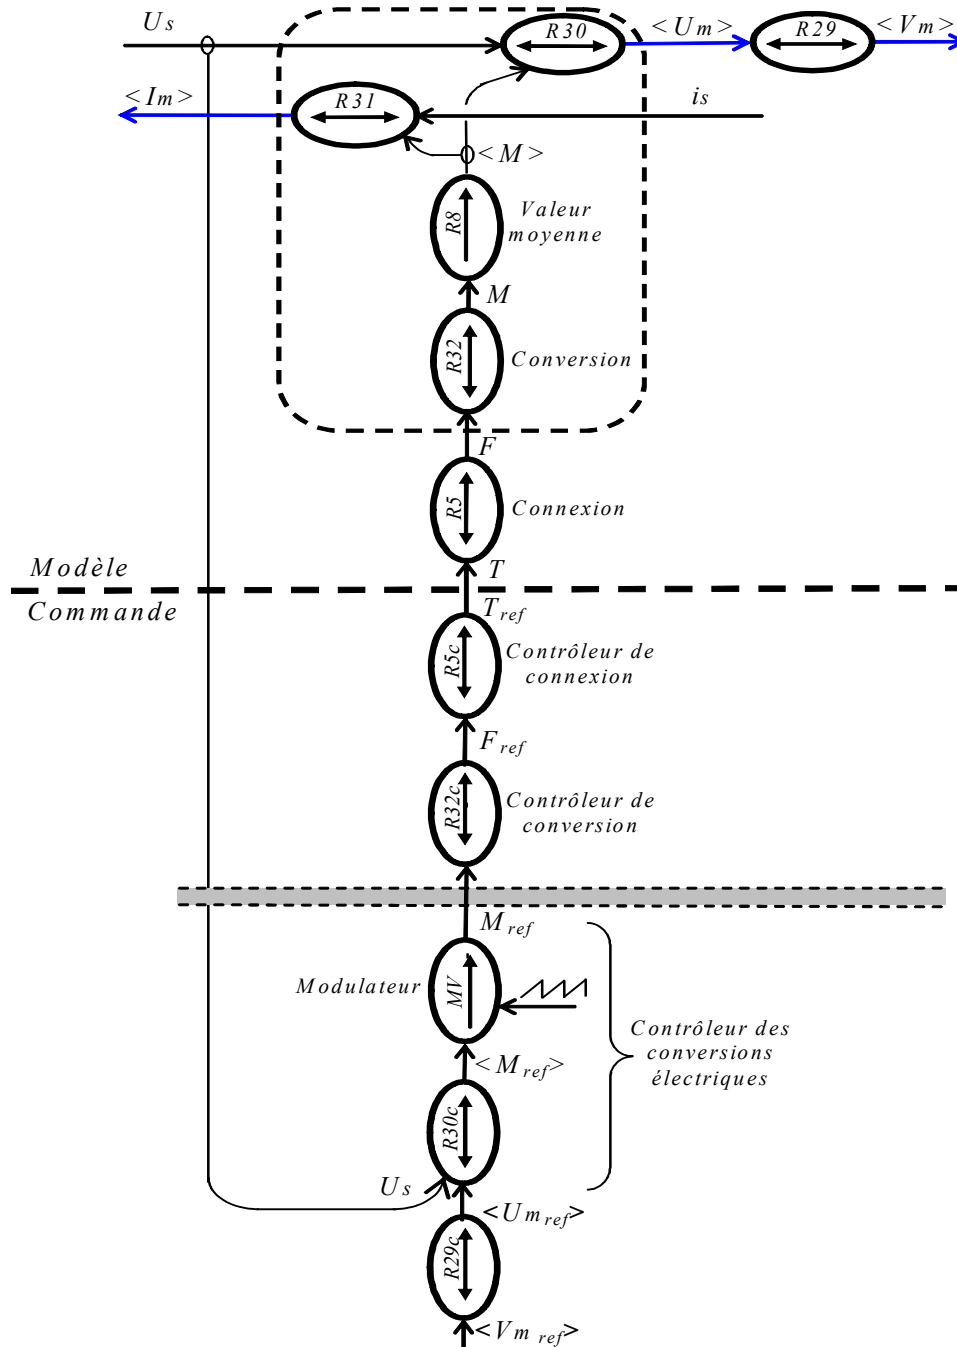 Us
R30
<Um>
R29
<Vm>
<Im>
R31
is
<M>
R8
Valeur
moyenne
M
R32
Conversion
F
R5
Connexion
Modèle
T
Commande
Tref
R5c
Contrôleur de
connexion
Fref
R32c
Contrôleur de
conversion
Mref
Modulateur
MV
Contrôleur des
conversions
électriques
<Mref>
R30c
Us
<Umref>
R29c
<Vm ref>